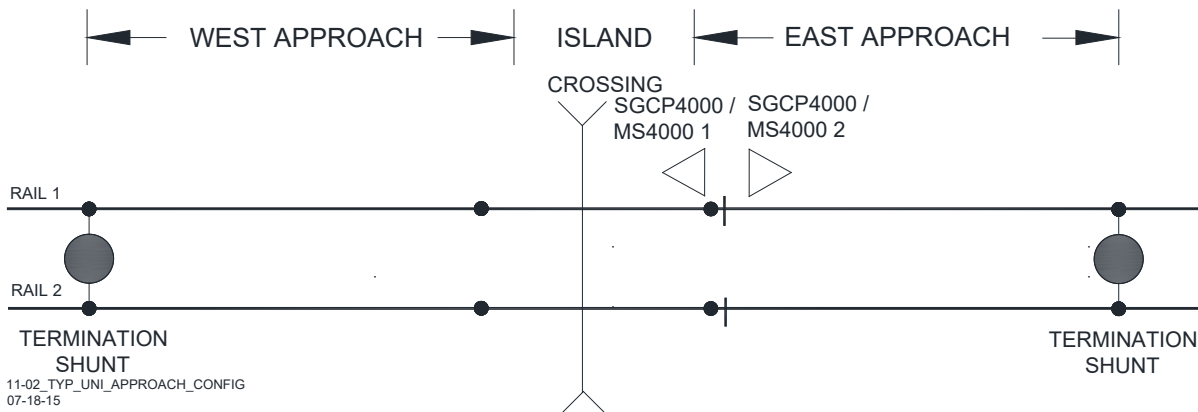 WEST APPROACH
ISLAND
EAST APPROACH
CROSSING
SGCP4000 /
MS4000 1
SGCP4000 /
MS4000 2
RAIL 1
RAIL 2
TERMINATION
SHUNT
TERMINATION
SHUNT
11-02_TYP_UNI_APPROACH_CONFIG
07-18-15